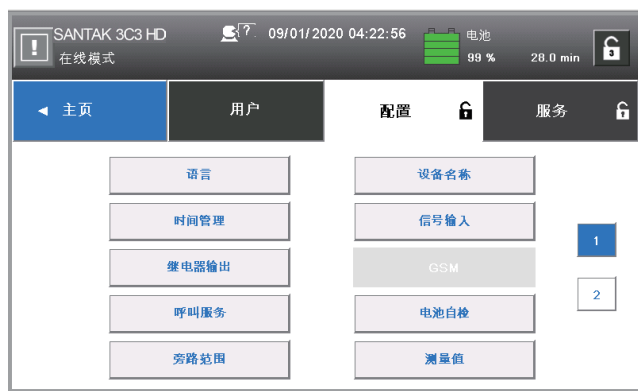 SANTAK 3C3 HD
在线模式
09/01/2020 04:22:56
电池
99 %
28.0 min
3
主页
用户
配置
服务
语言
设备名称
时间管理
信号输入
继电器输出
GSM
呼叫服务
电池自检
旁路范围
测量值
1
2